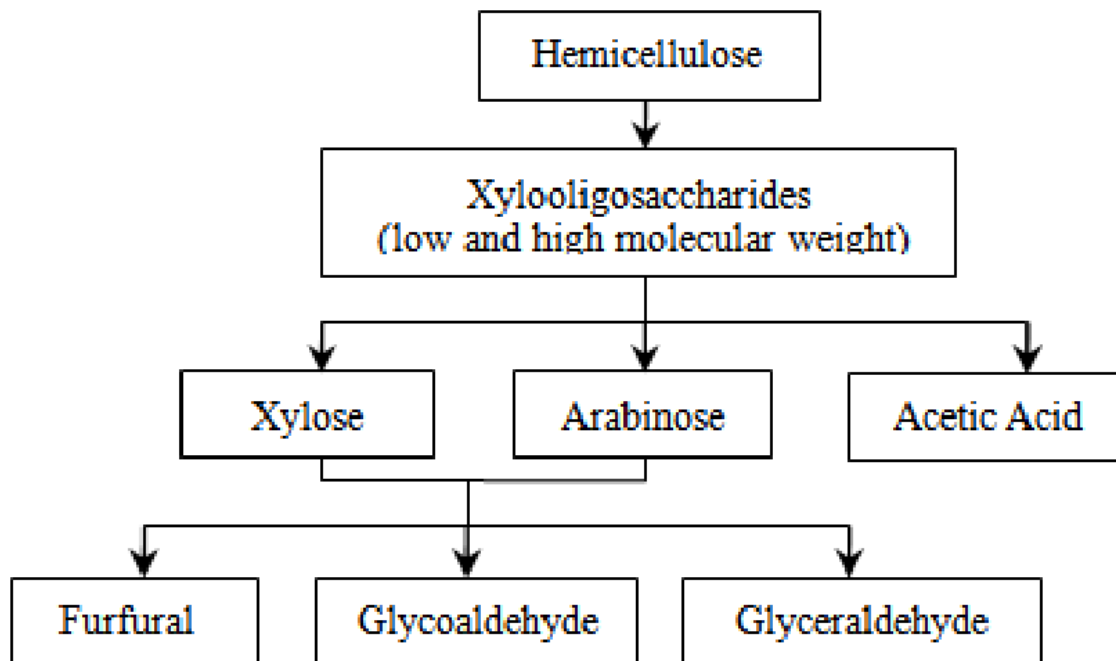 Hemicellulose
Xylooligosaccharides
(low and high molecular weight)
Xylose
Arabinose
Acetic Acid
Furfural
Glycoaldehyde
Glyceraldehyde